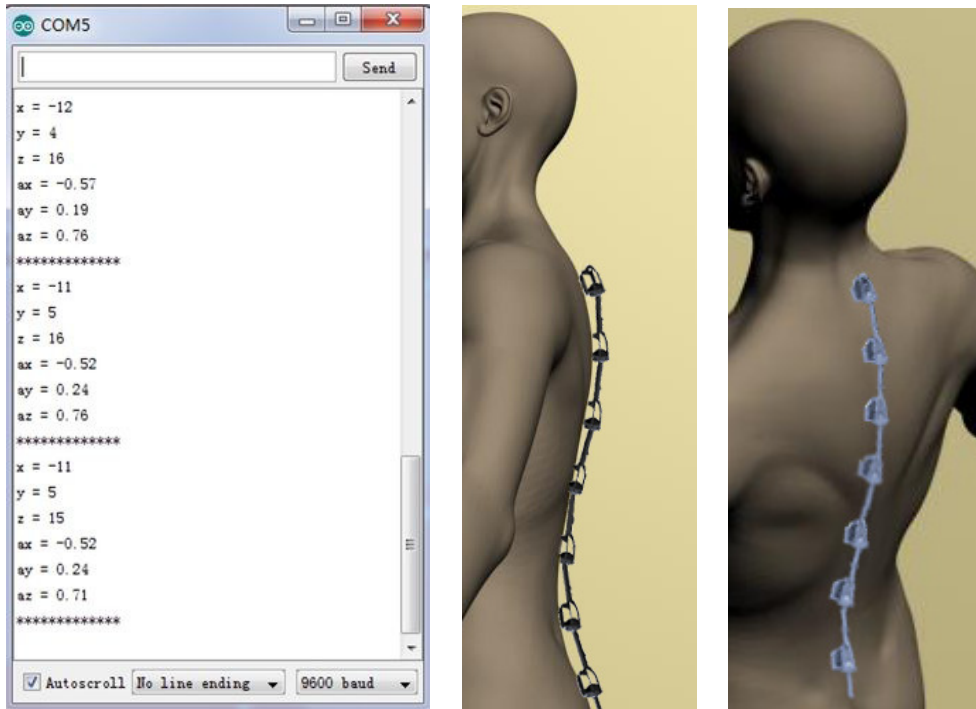 COM5
Send
x = -12
y = 4
z = 16
ax = -0.57
ay = 0.19
az = 0.76
*************
x = -11
y = 5
z = 16
ax = -0.52
ay = 0.24
az = 0.76
*************
x = -11
y = 5
z = 15
ax = -0.52
ay = 0.24
az = 0.71
*************
Autoscroll No line ending 9600 baud